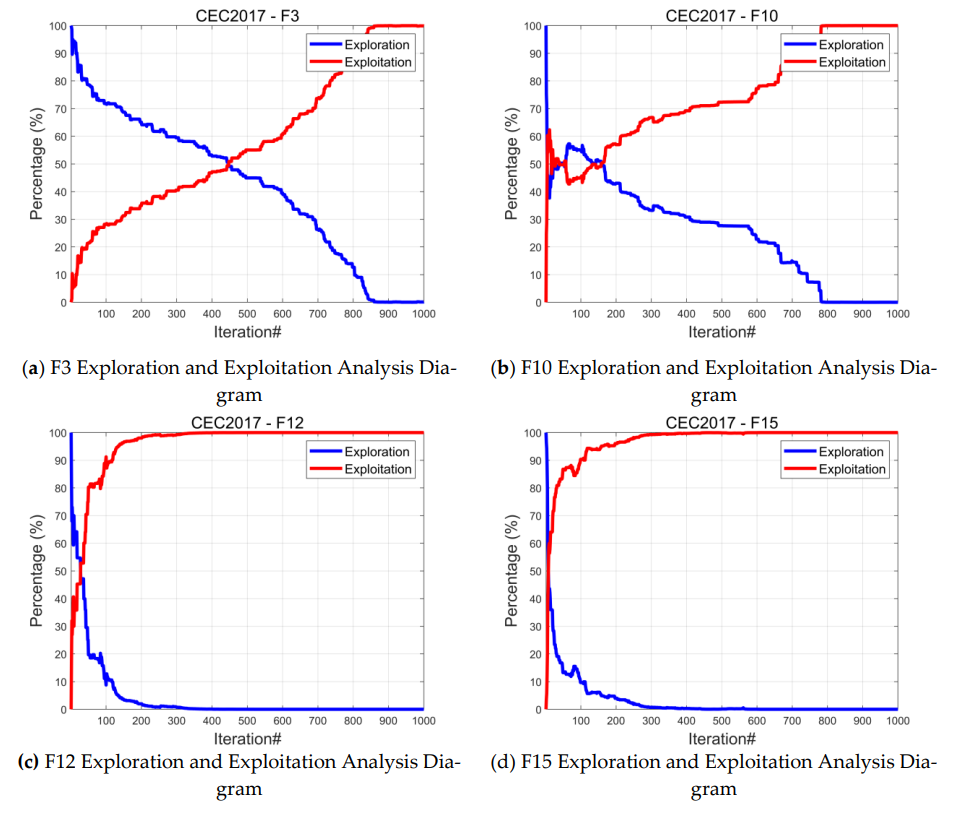 CEC2017 - F3
100
90
80
70
60
50
40
30
20
10
0
Percentage (%)
Exploration
Exploitation
100 200 300 400 500 600 700 800 900 1000
Iteration#
(a) F3 Exploration and Exploitation Analysis Dia-
gram
CEC2017 - F10
100
90
80
70
60
50
40
30
20
10
0
Percentage (%)
Exploration
Exploitation
100 200 300 400 500 600 700 800 900 1000
Iteration#
(b) F10 Exploration and Exploitation Analysis Dia-
gram
CEC2017 - F12
100
90
80
70
60
50
40
30
20
10
0
Percentage (%)
Exploration
Exploitation
100 200 300 400 500 600 700 800 900 1000
Iteration#
(c) F12 Exploration and Exploitation Analysis Dia-
gram
CEC2017 - F15
100
90
80
70
60
50
40
30
20
10
0
Percentage (%)
Exploration
Exploitation
100 200 300 400 500 600 700 800 900 1000
Iteration#
(d) F15 Exploration and Exploitation Analysis Dia-
gram